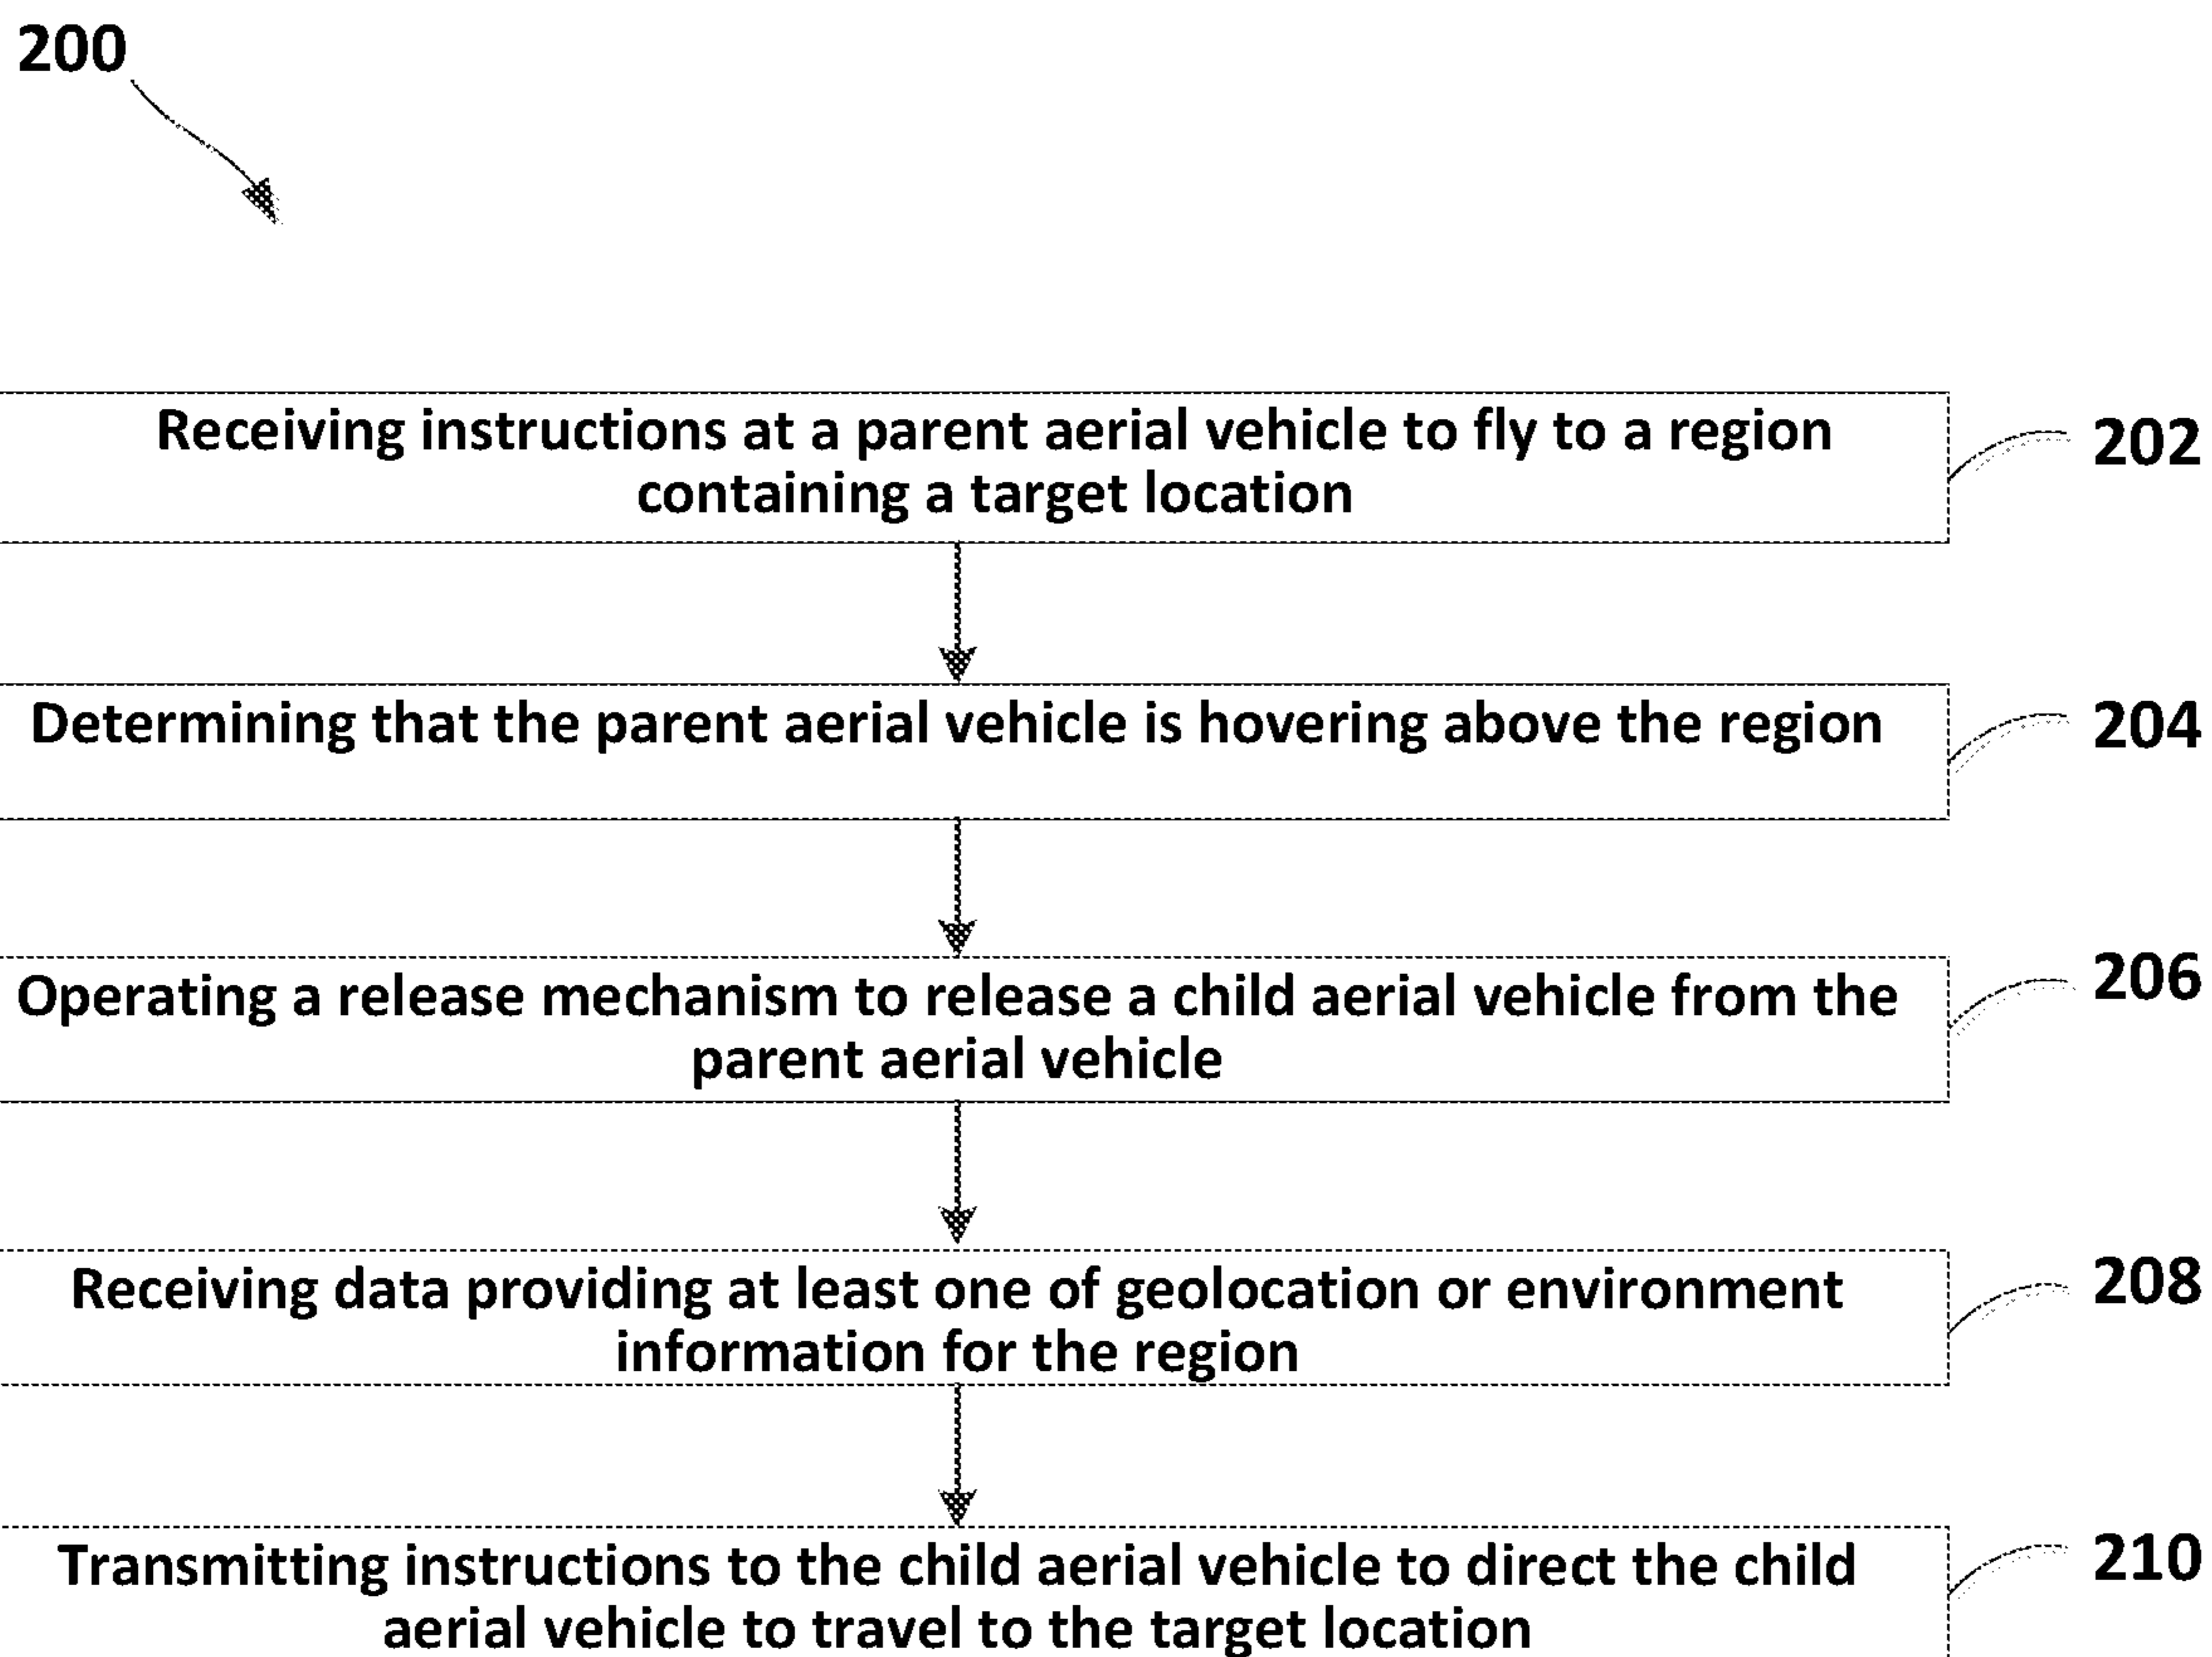 200
Receiving instructions at a parent aerial vehicle to fly to a region
containing a target location
202
Determining that the parent aerial vehicle is hovering above the region
204
Operating a release mechanism to release a child aerial vehicle from the
parent aerial vehicle
206
Receiving data providing at least one of geolocation or environment
information for the region
208
Transmitting instructions to the child aerial vehicle to direct the child
aerial vehicle to travel to the target location
210